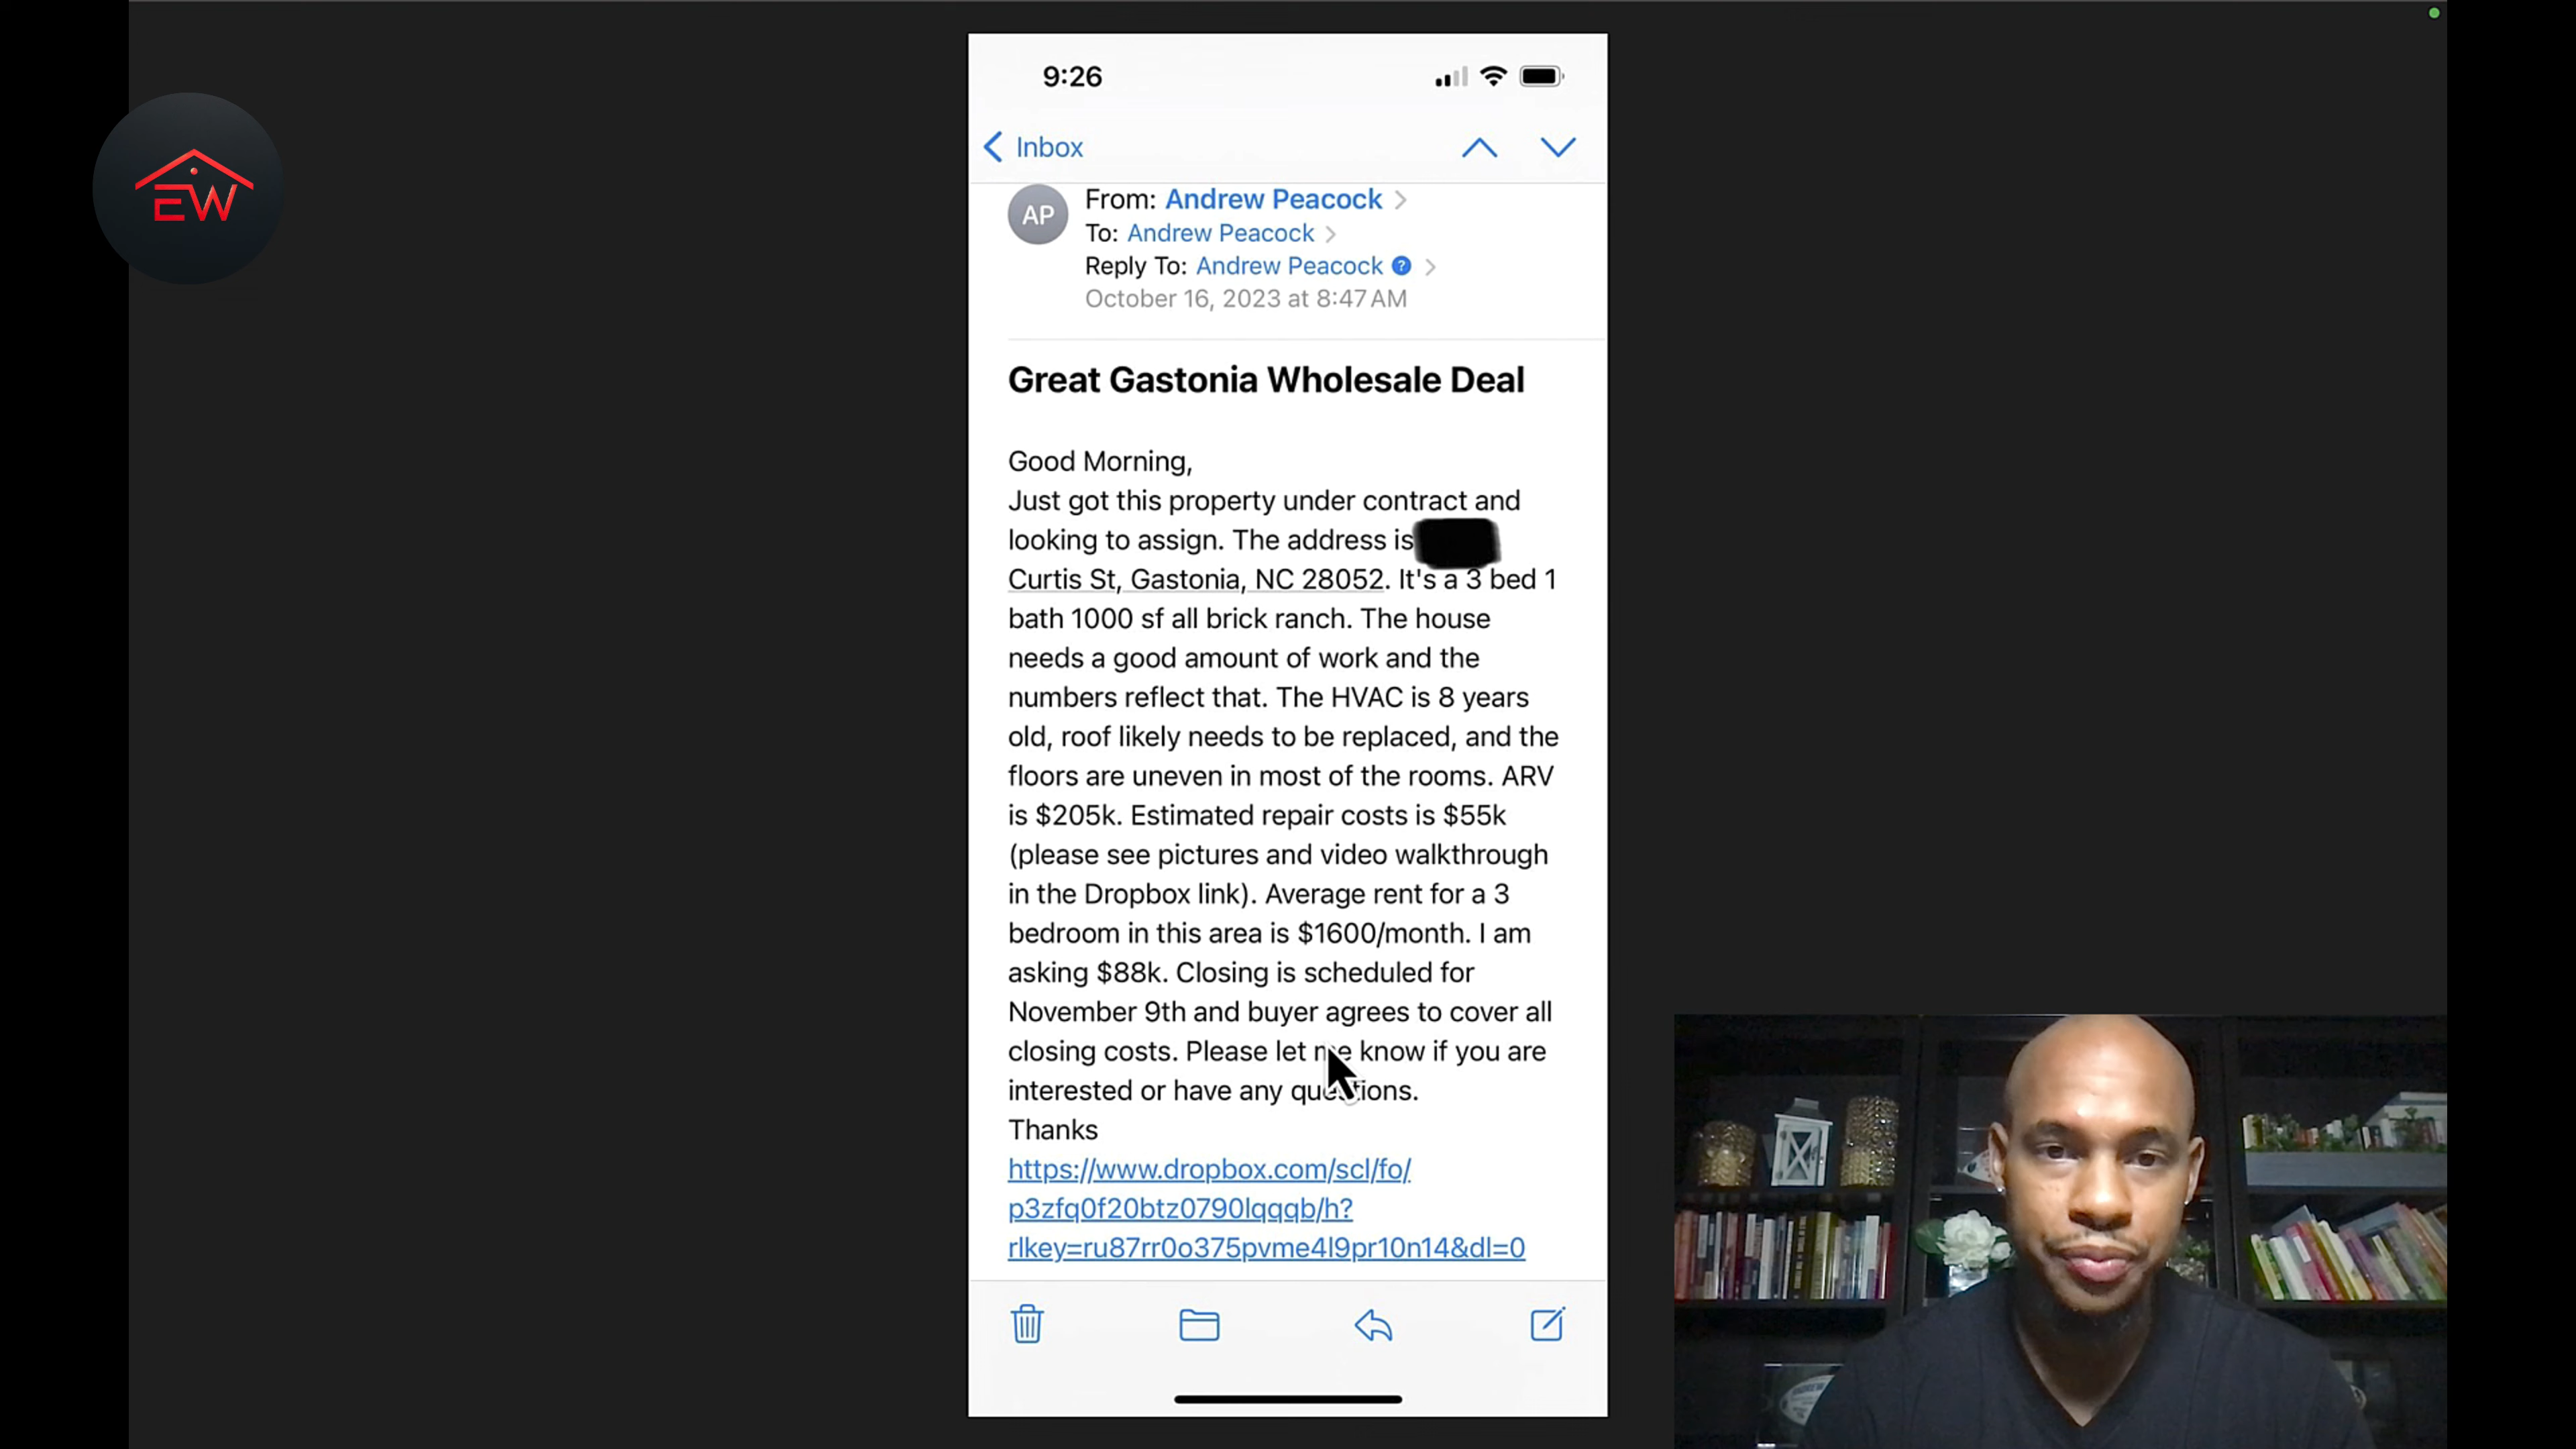 EW
9:26
Inbox
AP
From: Andrew Peacock
To: Andrew Peacock
Reply To: Andrew Peacock
October 16, 2023 at 8:47 AM
Great Gastonia Wholesale Deal
Good Morning,
Just got this property under contract and
looking to assign. The address is
Curtis St, Gastonia, NC 28052. It's a 3 bed 1
bath 1000 sf all brick ranch. The house
needs a good amount of work and the
numbers reflect that. The HVAC is 8 years
old, roof likely needs to be replaced, and the
floors are uneven in most of the rooms. ARV
is $205k. Estimated repair costs is $55k
(please see pictures and video walkthrough
in the Dropbox link). Average rent for a 3
bedroom in this area is $1600/month. I am
asking $88k. Closing is scheduled for
November 9th and buyer agrees to cover all
closing costs. Please let me know if you are
interested or have any questions.
Thanks
https://www.dropbox.com/scl/fo/
p3zfq0f20btz0790lqqqb/h?
rlkey=ru87rr0o375pvme4l9pr10n14&dl=0